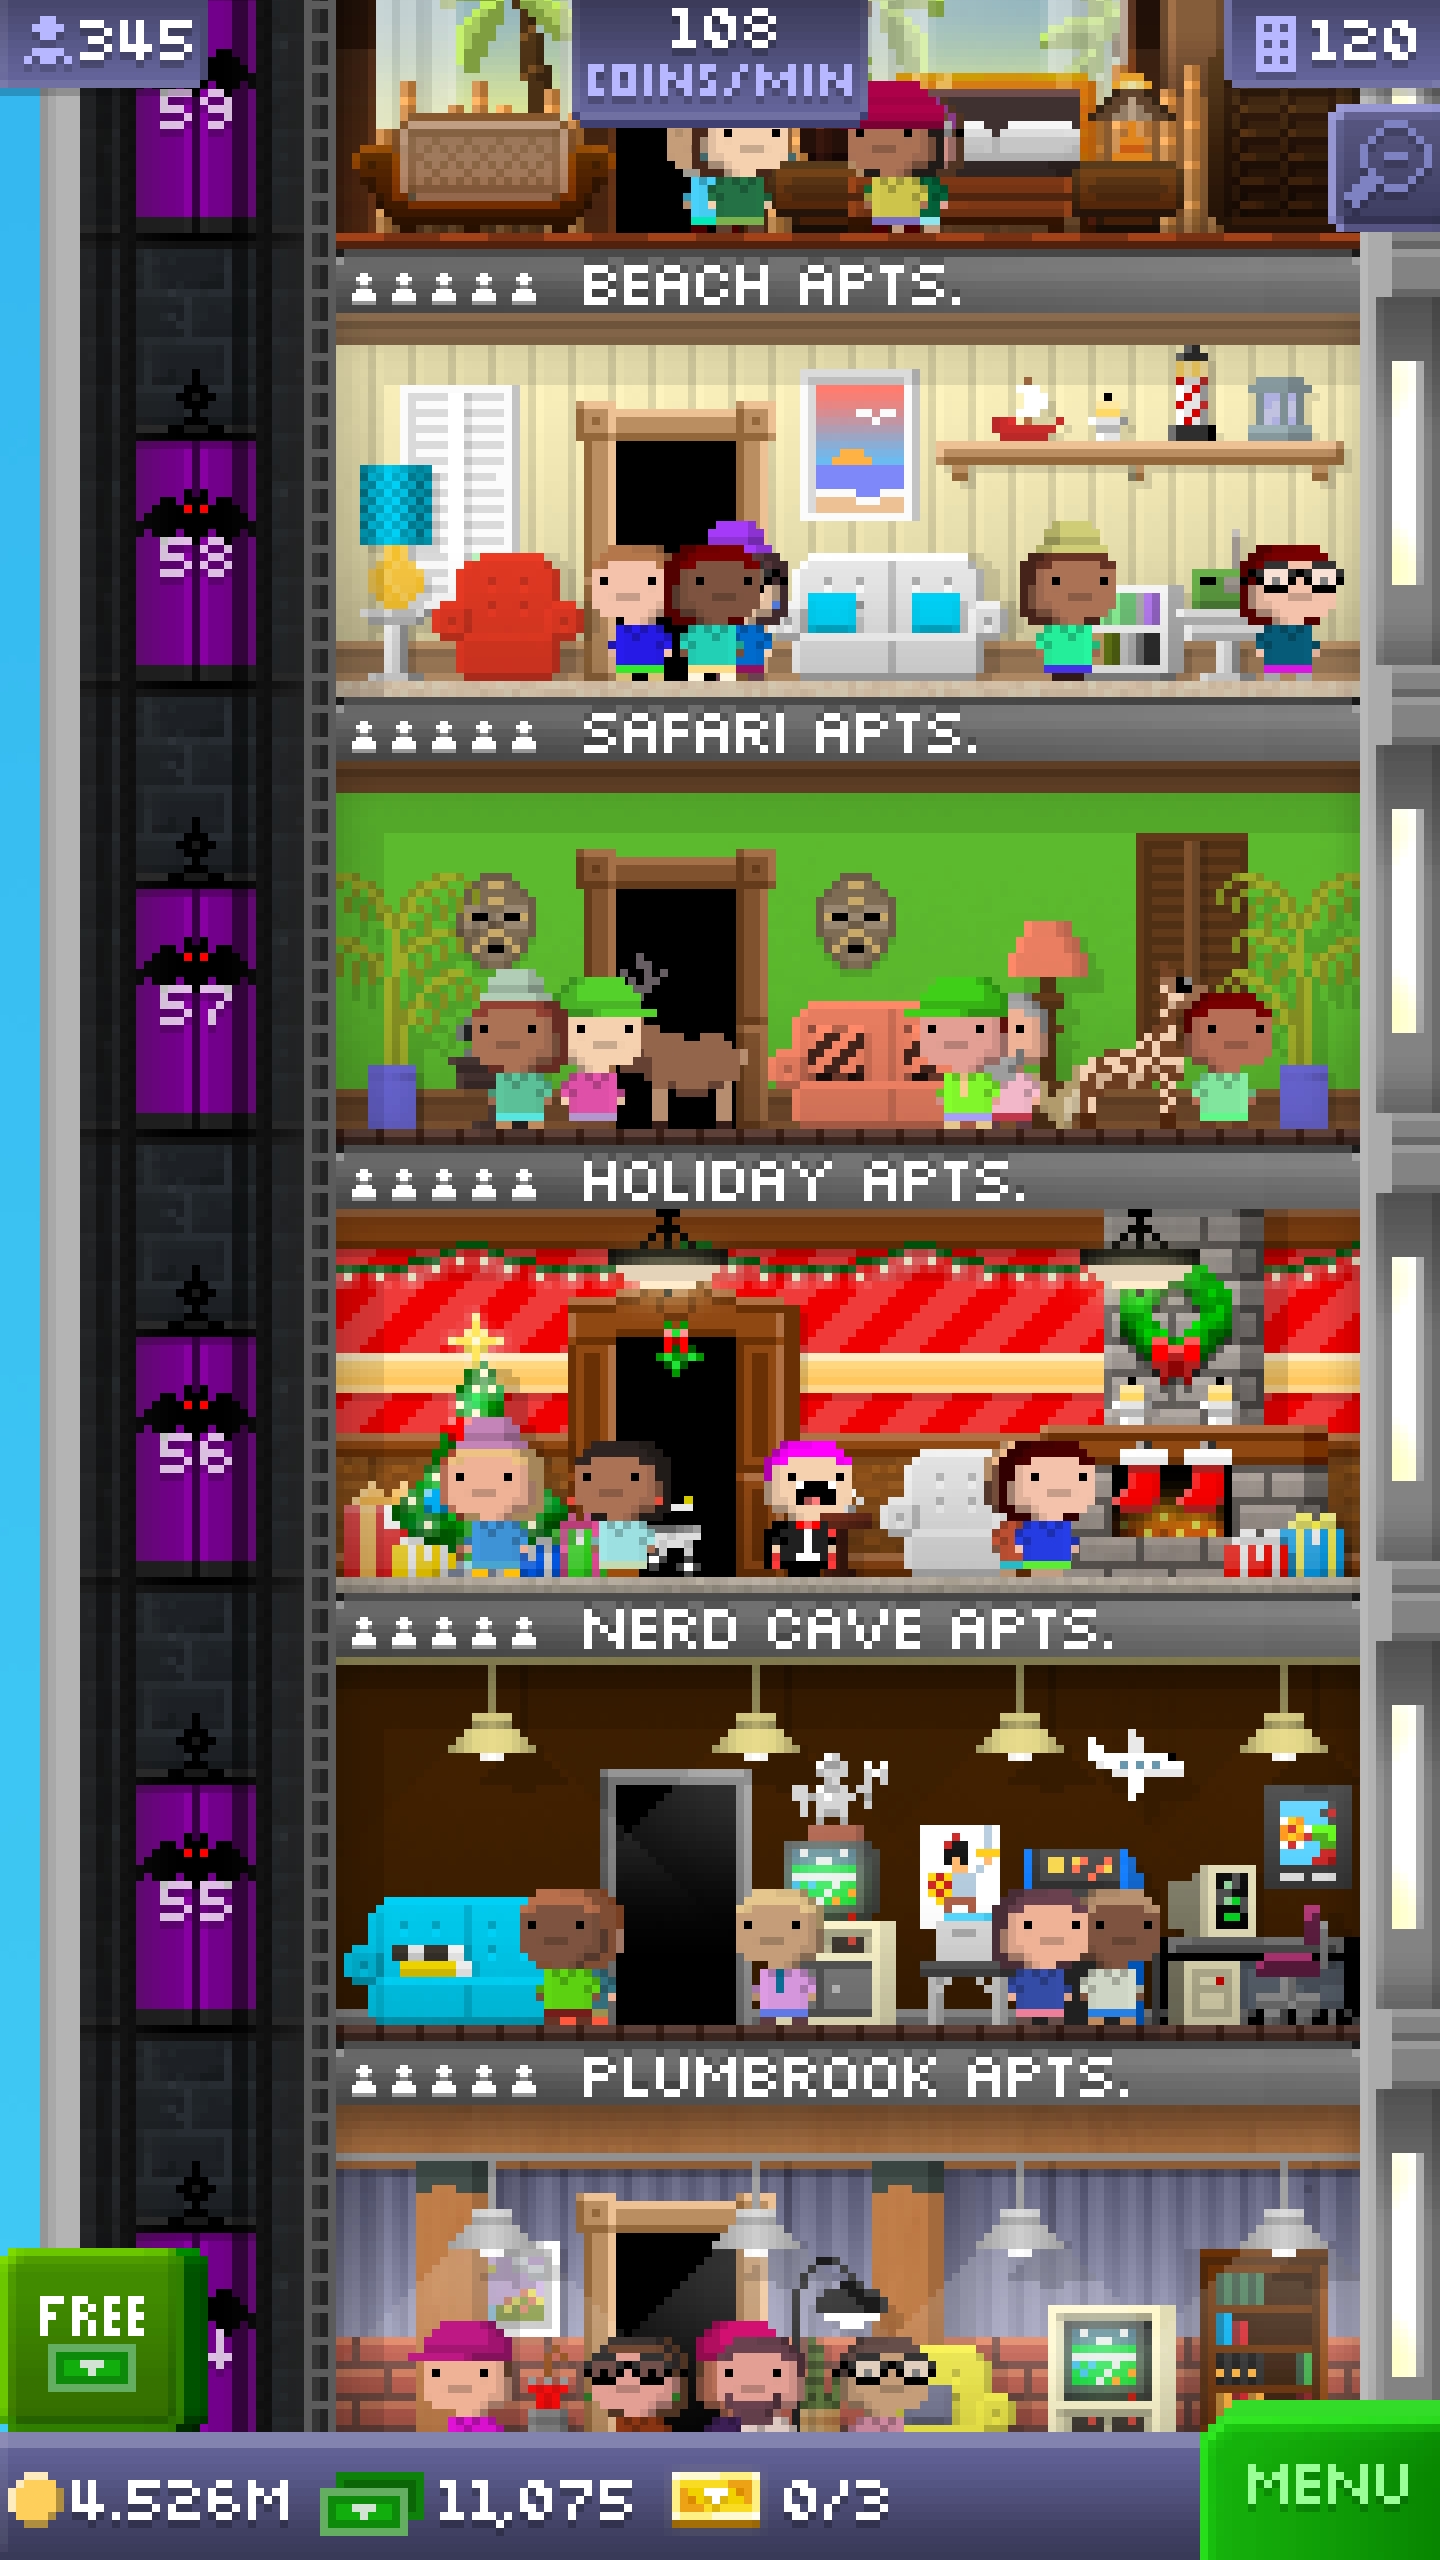 345
108
COINS/MIN
120
59
BEACH APTS.
58
SAFARI APTS.
57
HOLIDAY APTS.
56
NERD CAVE APTS.
55
PLUMBROOK APTS.
FREE
4
4.526M
11,075
0/3
MENU